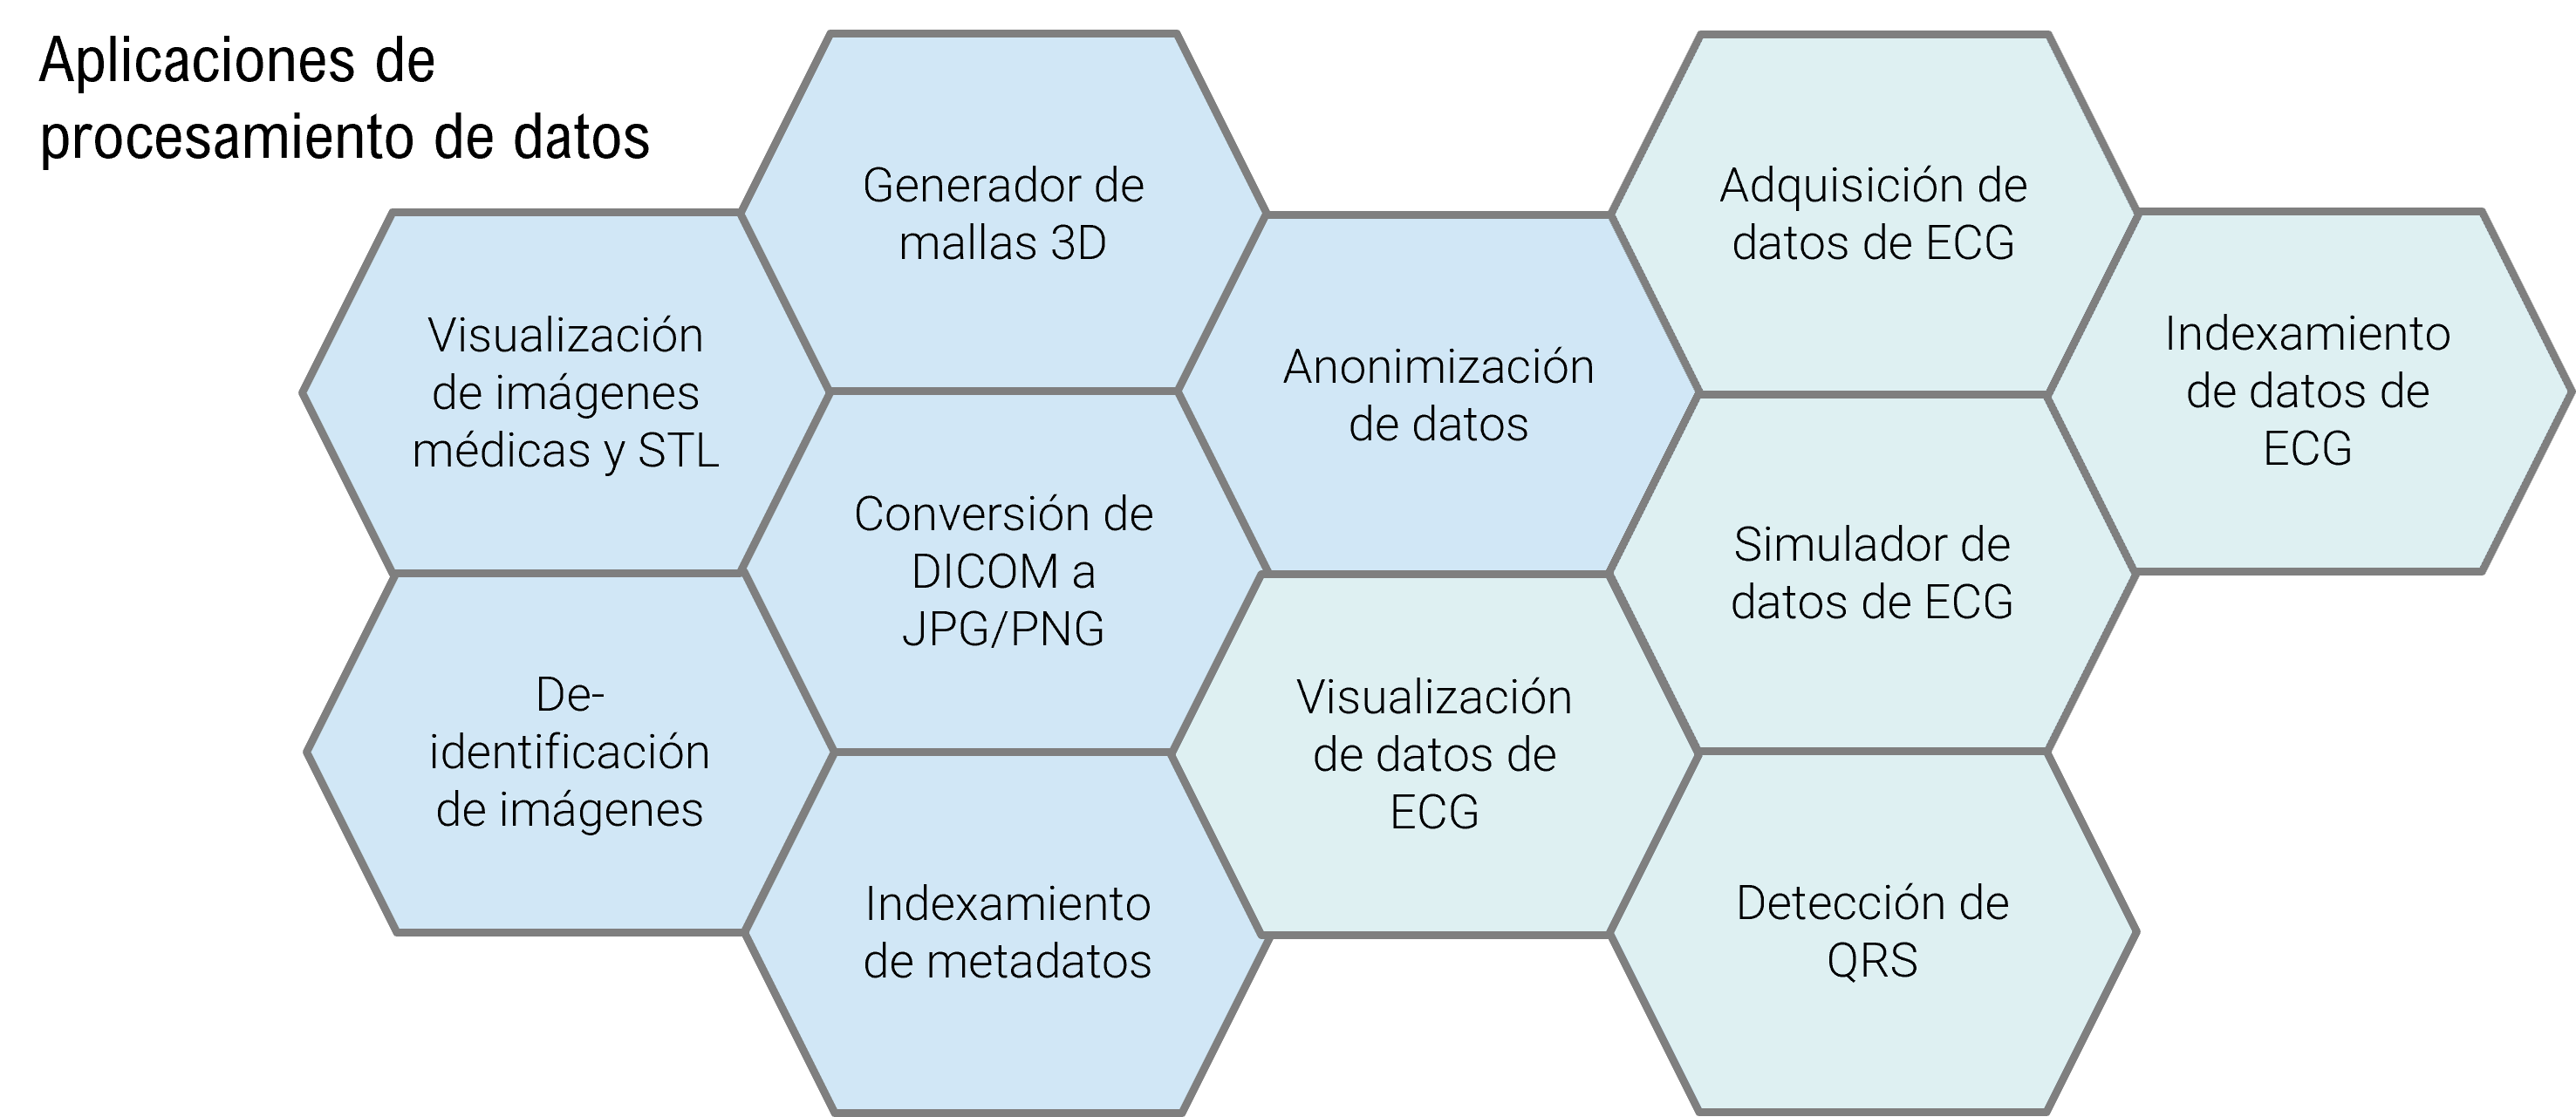 Aplicaciones de
procesamiento de datos
Generador de
mallas 3D
Adquisición de
datos de ECG
Visualización
de imágenes
médicas y STL
Anonimización
de datos
Indexamiento
de datos de
ECG
Conversión de
DICOM a
JPG/PNG
Simulador de
datos de ECG
De-
identificación
de imágenes
Visualización
de datos de
ECG
Indexamiento
de metadatos
Detección de
QRS